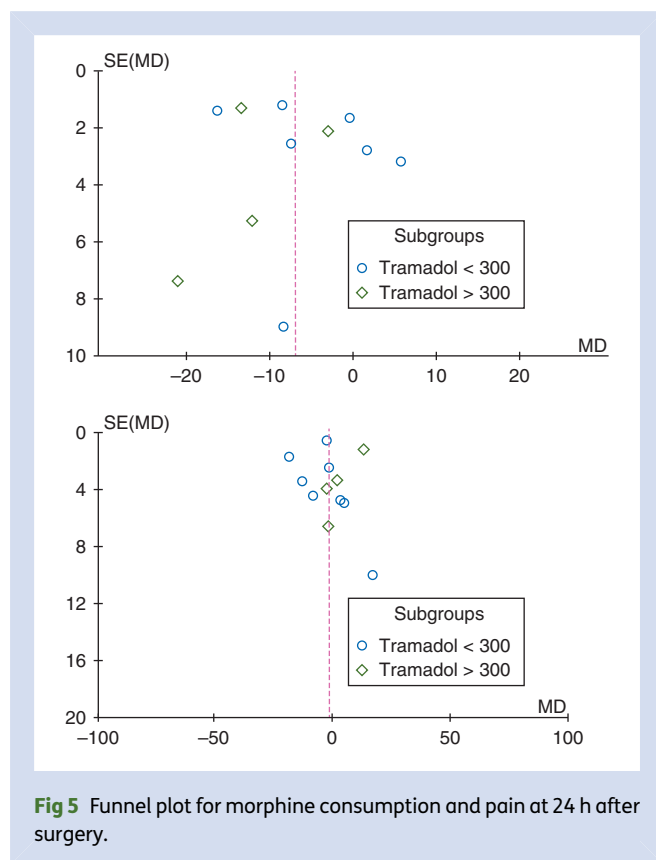 SE(MD)
0
2
4
6
8
10
–20
–10
0
10
20
MD
Subgroups
Tramadol < 300
Tramadol > 300
SE(MD)
0
4
8
12
16
20
–100
–50
0
50
100
MD
Subgroups
Tramadol < 300
Tramadol > 300
Fig 5 Funnel plot for morphine consumption and pain at 24 h after
surgery.